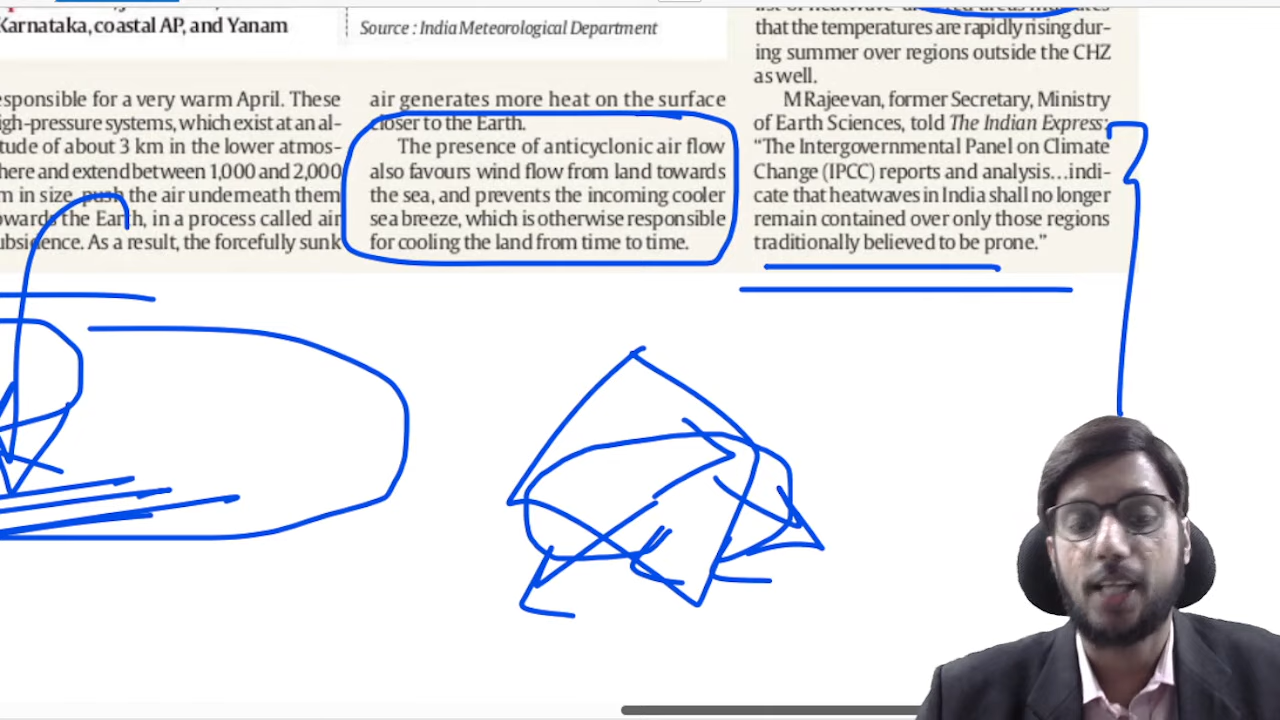 Karnataka, coastal AP, and Yanam
Source : India Meteorological Department
esponsible for a very warm April. These
igh-pressure systems, which exist at an al-
tude of about 3 km in the lower atmos-
here and extend between 1,000 and 2,000
m in size, push the air underneath them
owards the Earth, in a process called air
ubsidence. As a result, the forcefully sunk
air generates more heat on the surface
closer to the Earth.
The presence of anticyclonic air flow
also favours wind flow from land towards
the sea, and prevents the incoming cooler
sea breeze, which is otherwise responsible
for cooling the land from time to time.
list of heatwave areas
that the temperatures are rapidly rising dur-
ing summer over regions outside the CHZ
as well.
M Rajeevan, former Secretary, Ministry
of Earth Sciences, told The Indian Express:
“The Intergovernmental Panel on Climate
Change (IPCC) reports and analysis...indi-
cate that heatwaves in India shall no longer
remain contained over only those regions
traditionally believed to be prone.”